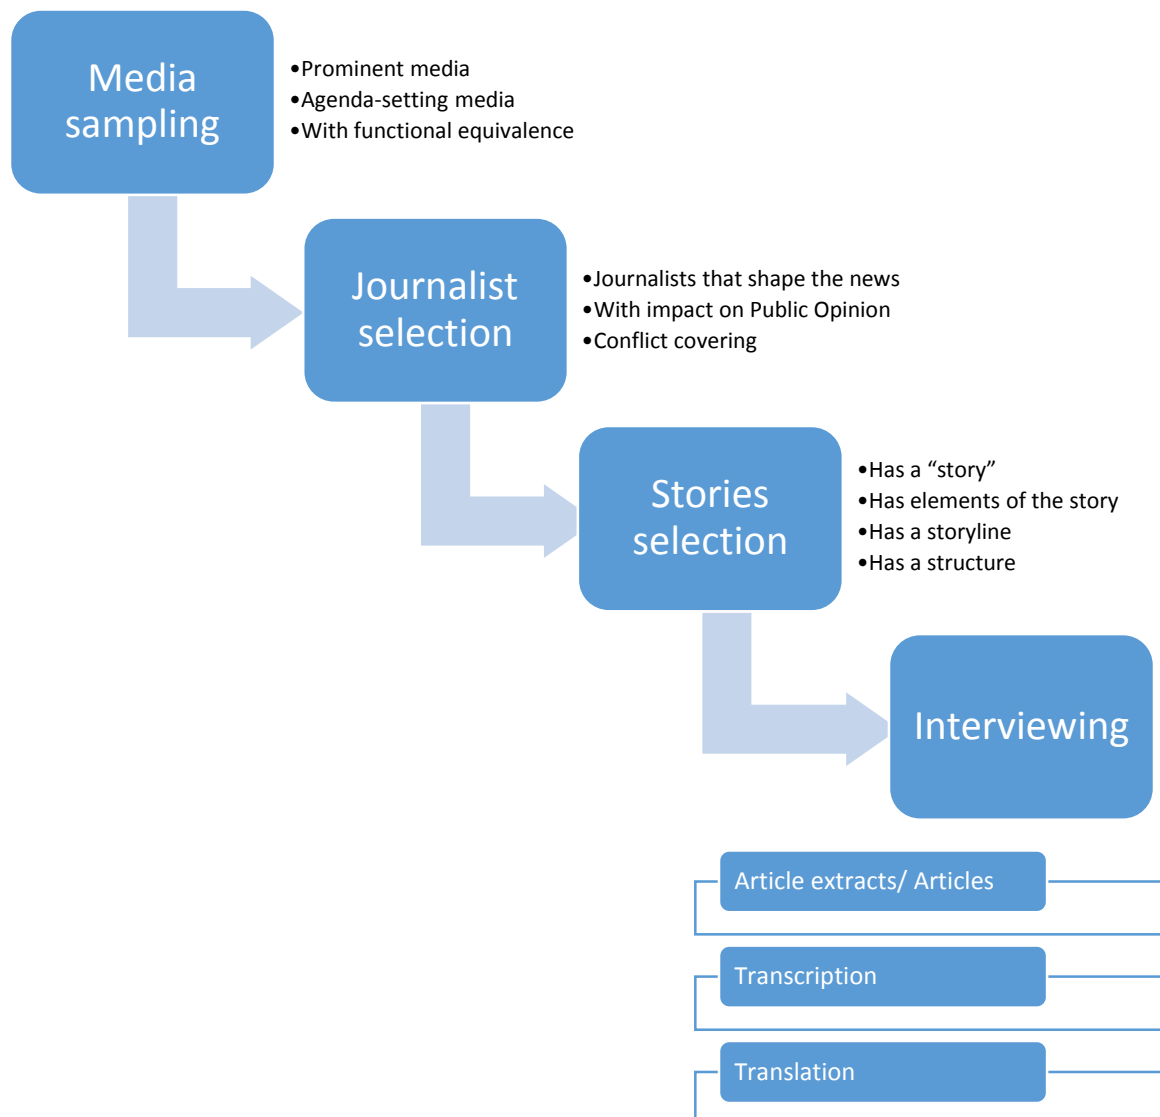 Media
sampling
•Prominent media
•Agenda-setting media
•With functional equivalence
Journalist
selection
•Journalists that shape the news
•With impact on Public Opinion
•Conflict covering
Stories
selection
•Has a “story”
•Has elements of the story
•Has a storyline
•Has a structure
Interviewing
Article extracts/ Articles
Transcription
Translation